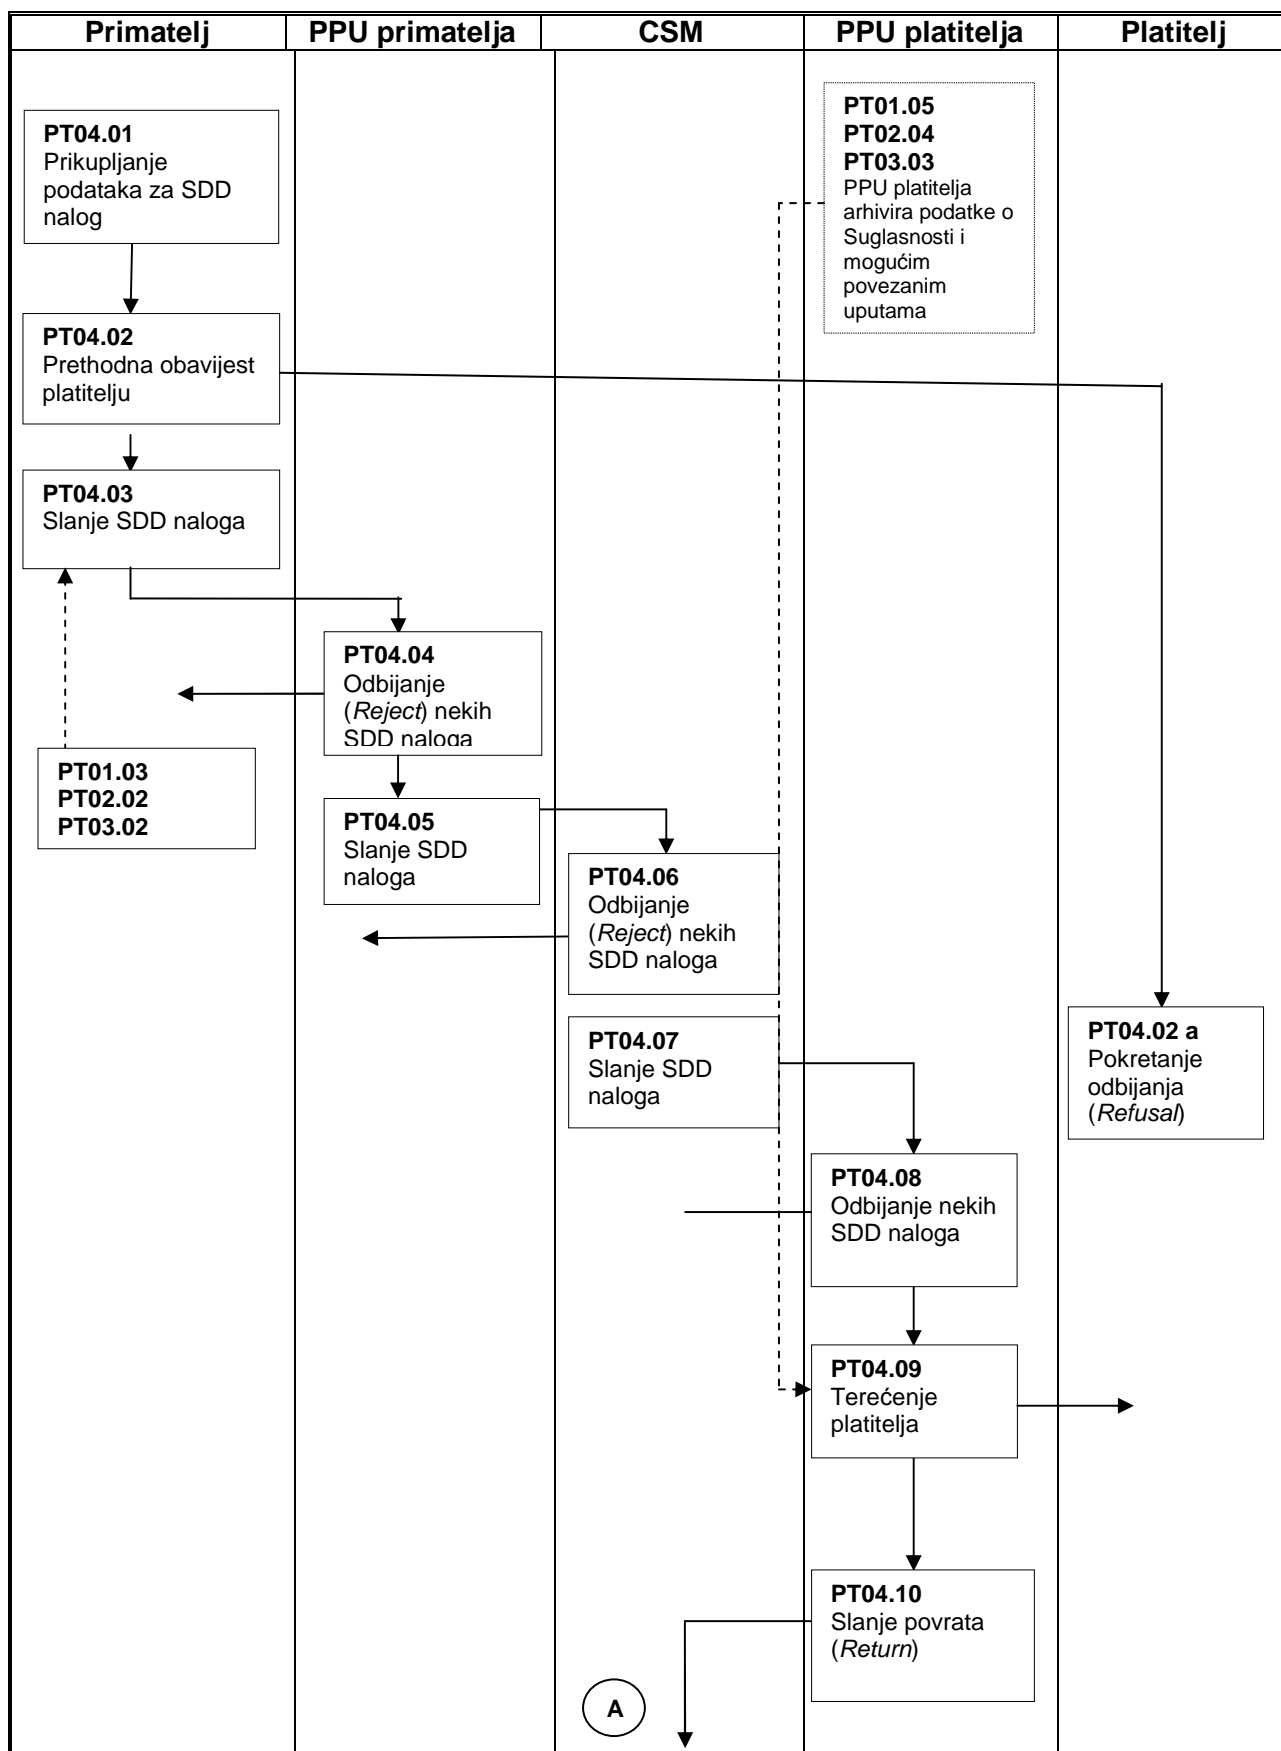 Primatelj
PPU primatelja
CSM
PPU platitelja
Platitelj
PT01.05
PT02.04
PT03.03
PPU platitelja
arhivira podatke o
Suglasnosti i
mogućim
povezanim
uputama
PT04.01
Prikupljanje
podataka za SDD
nalog
PT04.02
Prethodna obavijest
platitelju
PT04.03
Slanje SDD naloga
PT04.04
Odbijanje
(Reject) nekih
SDD naloga
PT01.03
PT02.02
PT03.02
PT04.05
Slanje SDD
naloga
PT04.06
Odbijanje
(Reject) nekih
SDD naloga
PT04.07
Slanje SDD
naloga
PT04.02 a
Pokretanje
odbijanja
(Refusal)
PT04.08
Odbijanje nekih
SDD naloga
PT04.09
Terećenje
platitelja
PT04.10
Slanje povrata
(Return)
A